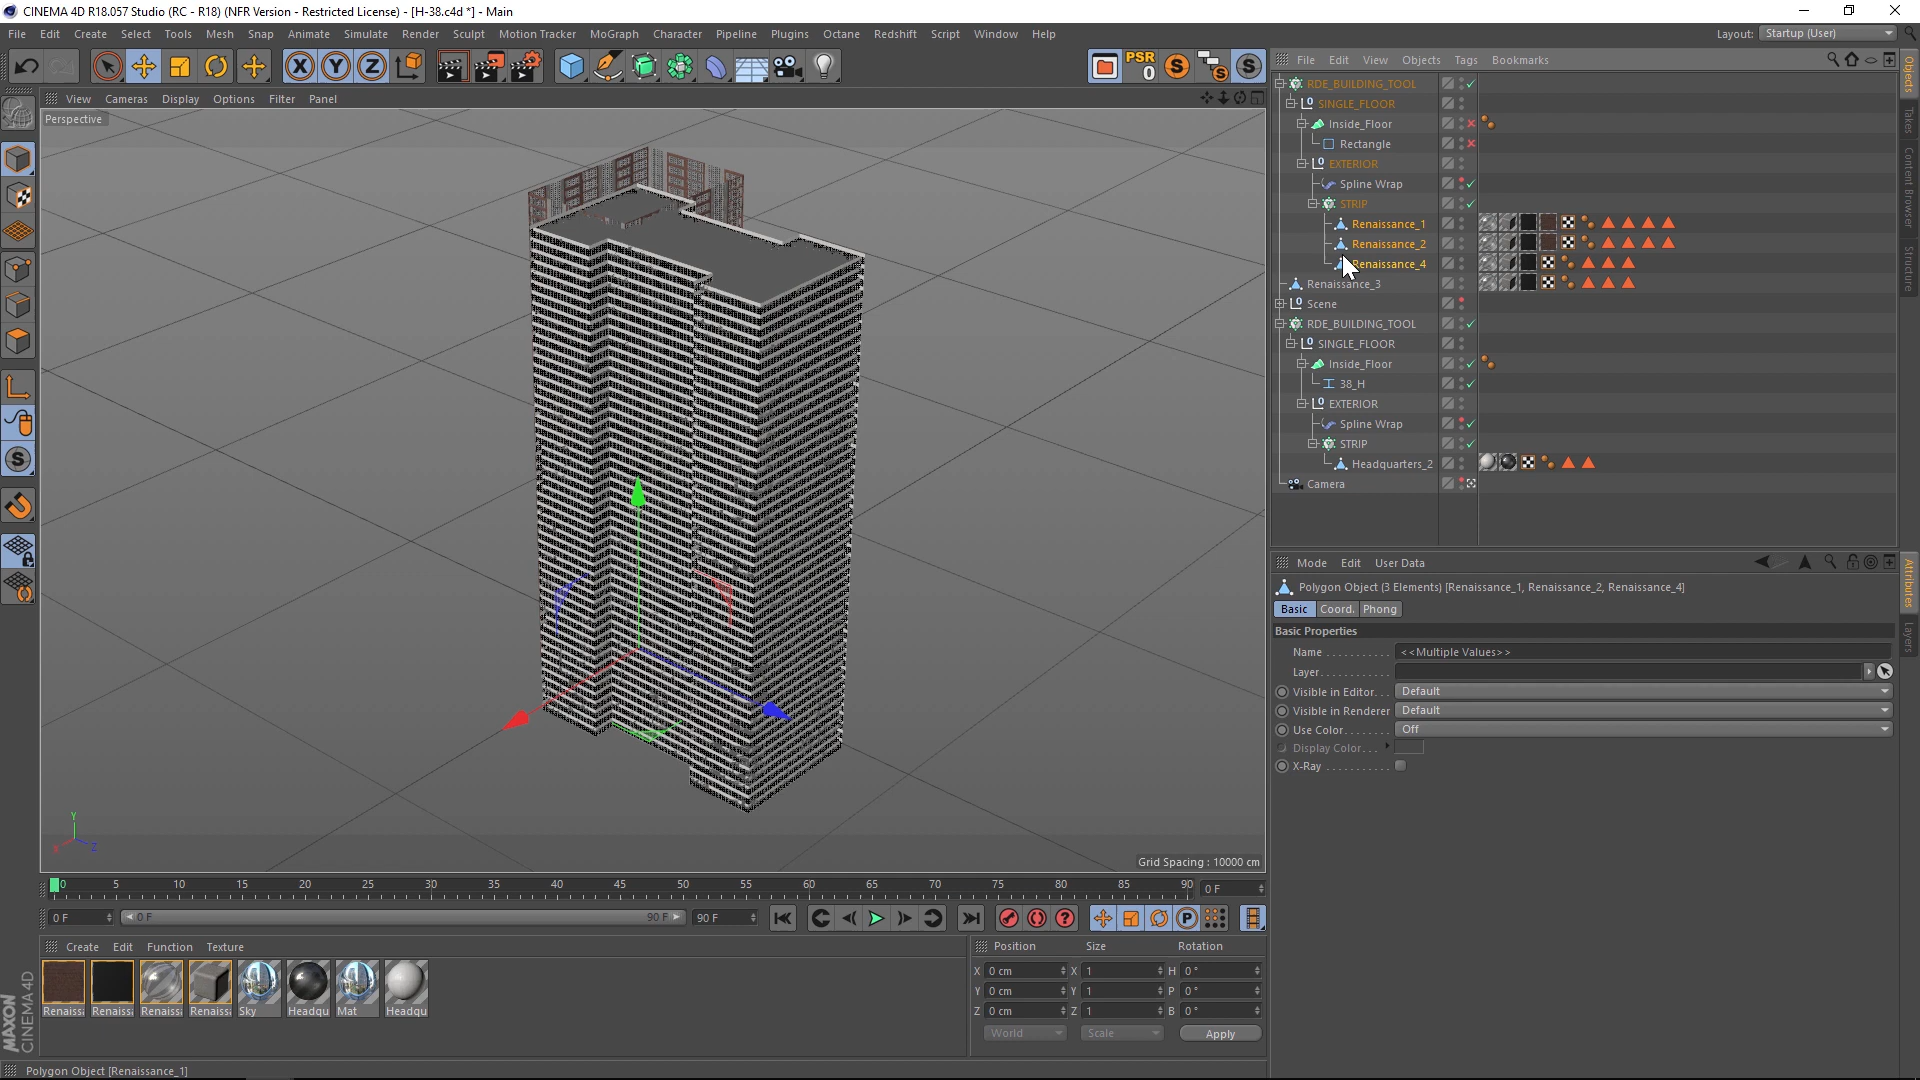 CINEMA 4D R18.057 Studio (RC - R18) (NFR Version - Restricted License) - [H-38.c4d *] - Main
File Edit Create Select Tools Mesh Snap Animate Simulate Render Sculpt Motion Tracker MoGraph Character Pipeline Plugins Octane Redshift Script Window Help
Layout: Startup (User)
X Y Z
PSR
0
File Edit View Objects Tags Bookmarks
View Cameras Display Options Filter Panel
Perspective
RDE_BUILDING_TOOL
SINGLE_FLOOR
Inside_Floor
Rectangle
EXTERIOR
Spline Wrap
STRIP
Renaissance_1
Renaissance_2
Renaissance_4
Renaissance_3
Scene
RDE_BUILDING_TOOL
SINGLE_FLOOR
Inside_Floor
38_H
EXTERIOR
Spline Wrap
STRIP
Headquarters_2
Camera
Objects
Takes
Content Browser
Structure
Mode Edit User Data
Polygon Object (3 Elements) [Renaissance_1, Renaissance_2, Renaissance_4]
Basic Coord. Phong
Basic Properties
Name <<Multiple Values>>
Layer
Visible in Editor Default
Visible in Renderer Default
Use Color Off
Display Color
X-Ray
Attributes
Layers
Y
X
Z
Grid Spacing : 10000 cm
0 5 10 15 20 25 30 35 40 45 50 55 60 65 70 75 80 85 90 0 F
0 F 0 F 90 F 90 F
P
Create Edit Function Texture
Renaiss Renaiss Renaiss Renaiss Sky Headqu Mat Headqu
Position Size Rotation
X 0 cm X 1 H 0 °
Y 0 cm Y 1 P 0 °
Z 0 cm Z 1 B 0 °
World Scale Apply
MAXON
CINEMA 4D
Polygon Object [Renaissance_1]